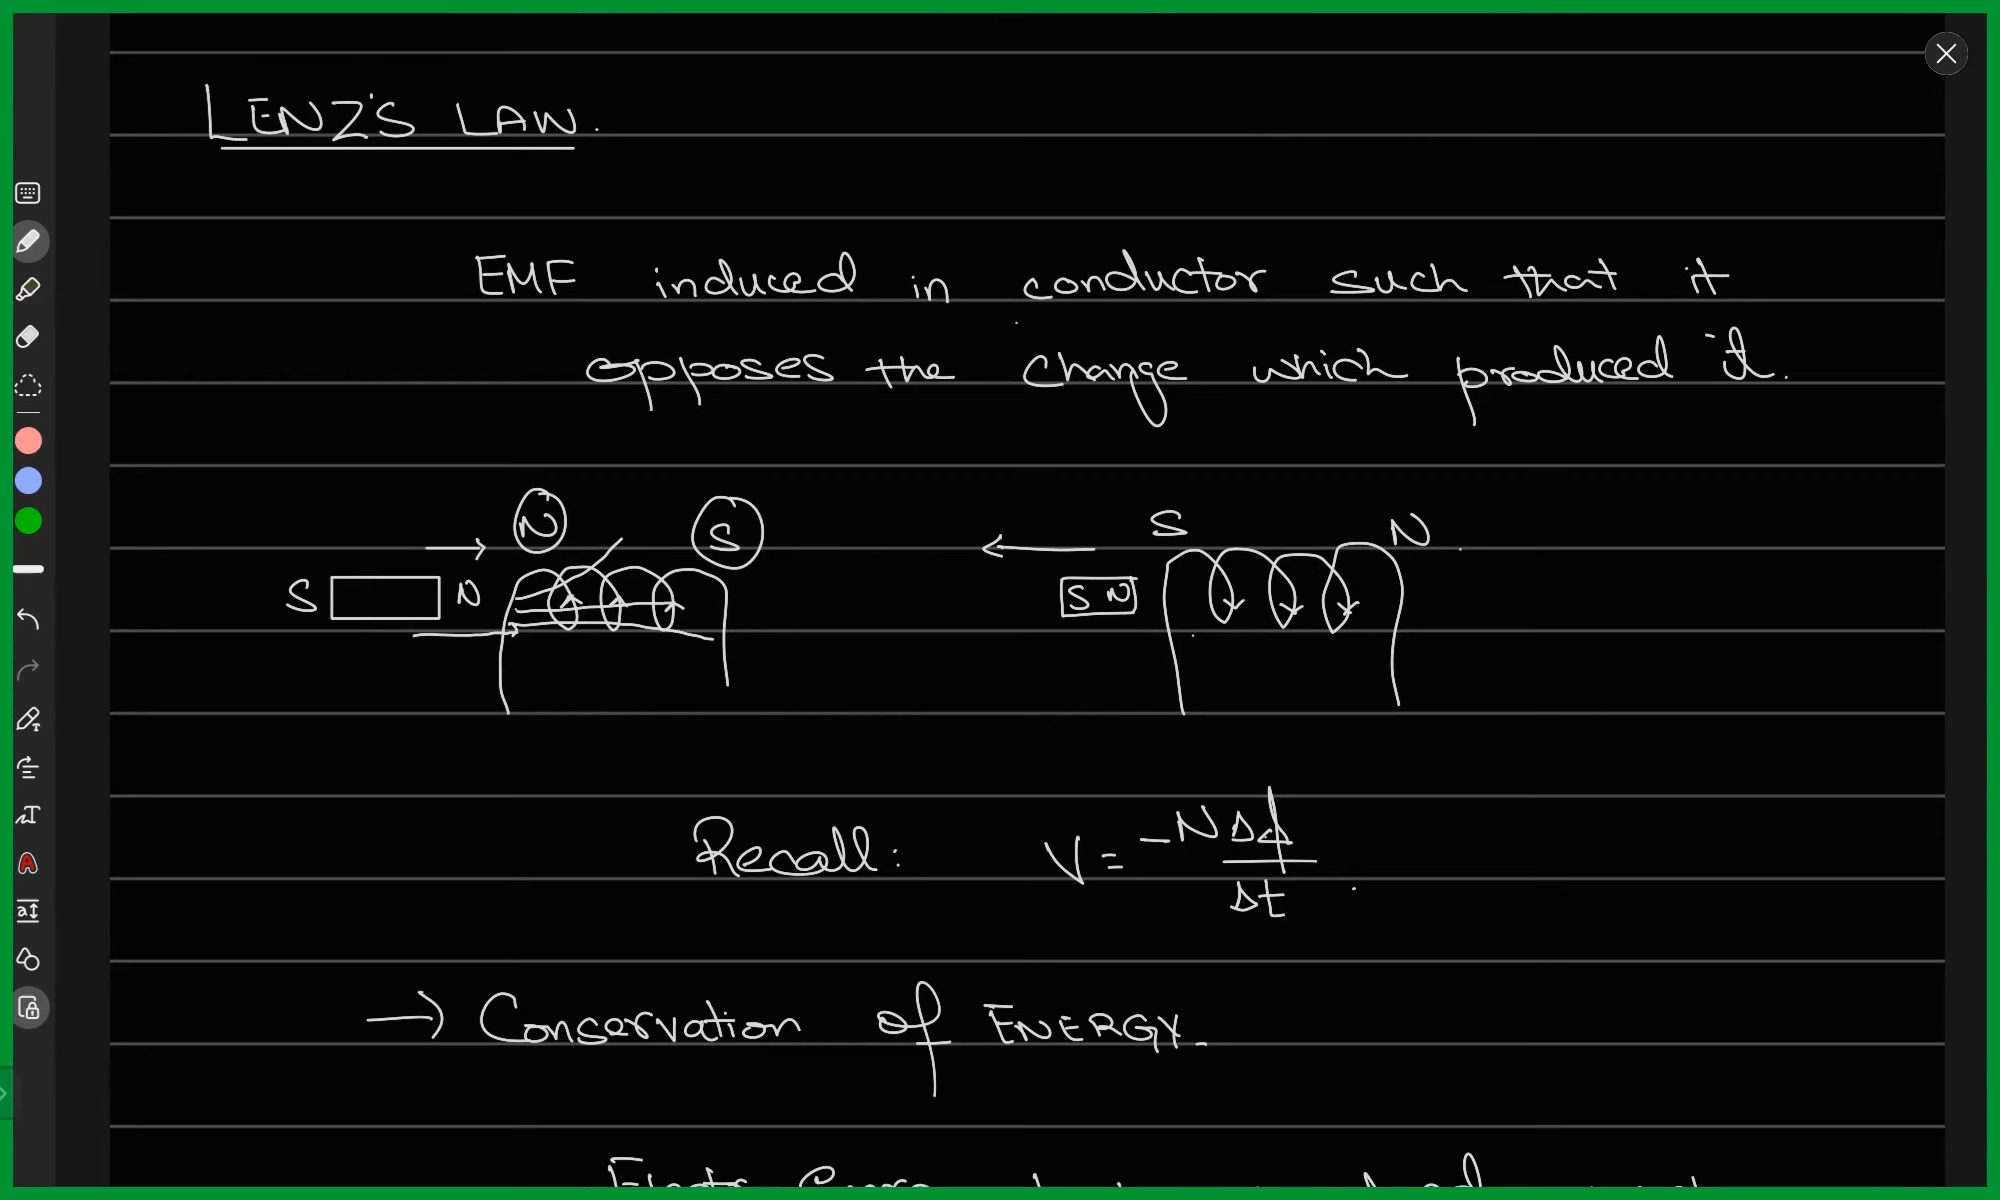 LENZ'S LAW.
EMF induced in conductor such that it
opposes the change which produced it.
N S S N
S N S N
Recall: V = -NΔϕ/Δt
→ Conservation of ENERGY.